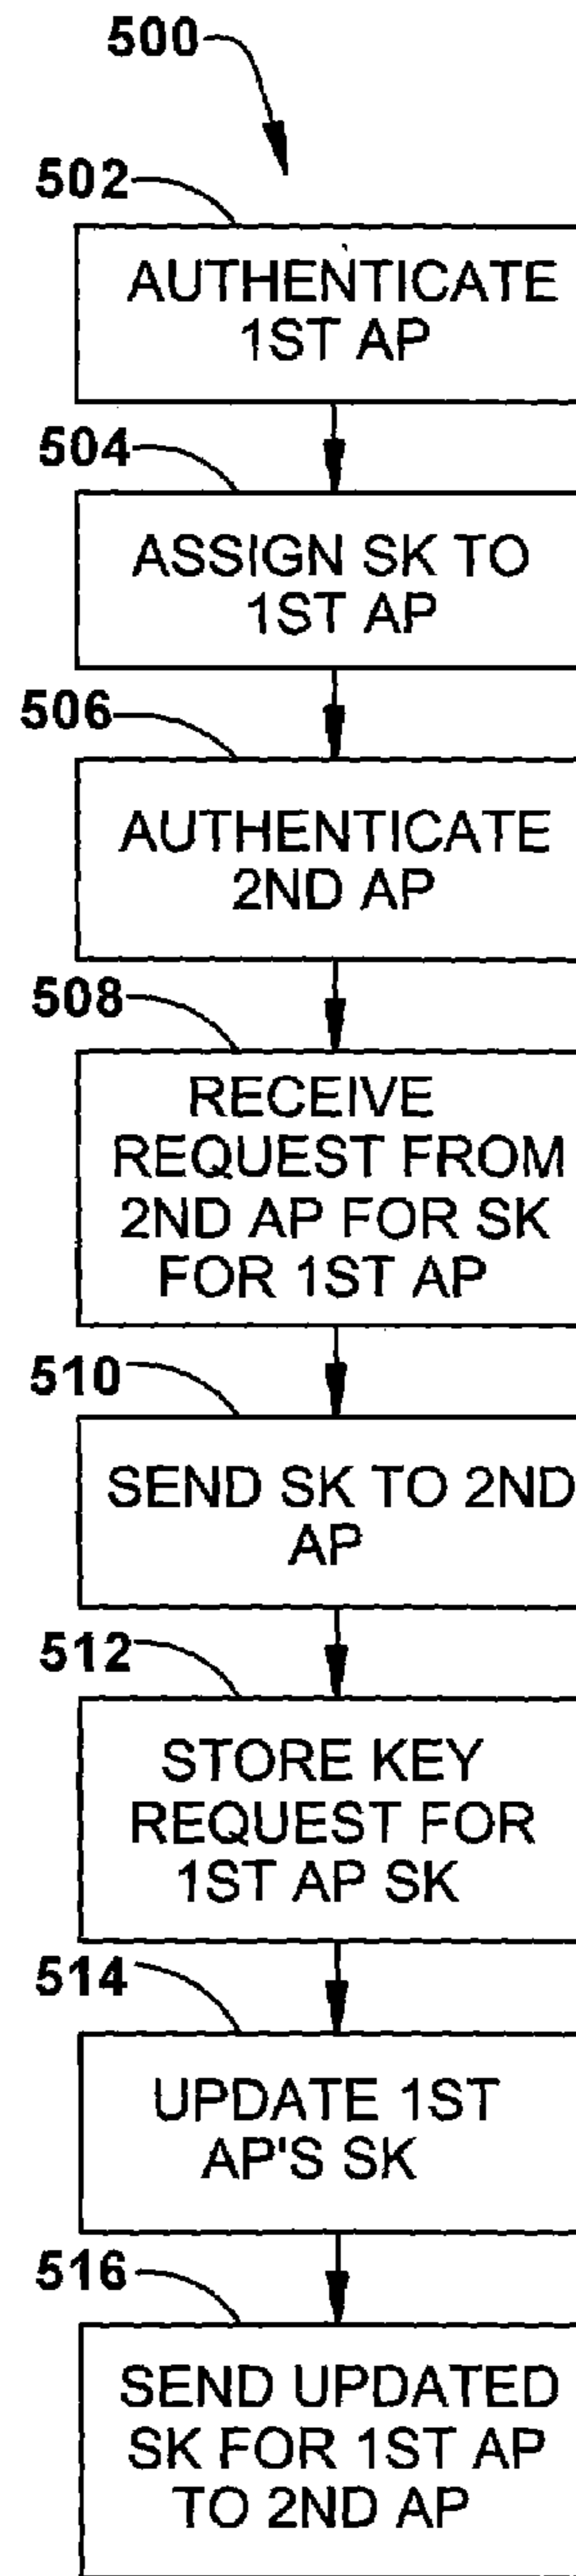 500
502
AUTHENTICATE
1ST AP
504
ASSIGN SK TO
1ST AP
506
AUTHENTICATE
2ND AP
508
RECEIVE
REQUEST FROM
2ND AP FOR SK
FOR 1ST AP
510
SEND SK TO 2ND
AP
512
STORE KEY
REQUEST FOR
1ST AP SK
514
UPDATE 1ST
AP'S SK
516
SEND UPDATED
SK FOR 1ST AP
TO 2ND AP